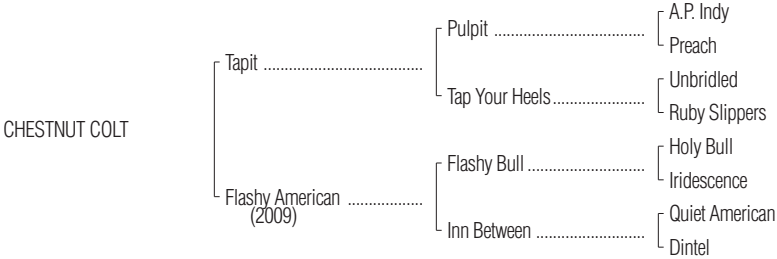 A.P. Indy
Pulpit ....................................
Preach
Tapit ......................................
Unbridled
Tap Your Heels......................
Ruby Slippers
CHESTNUT COLT
Holy Bull
Flashy Bull............................
Iridescence
Flashy American ..................
(2009)
Quiet American
Inn Between ..........................
Dintel